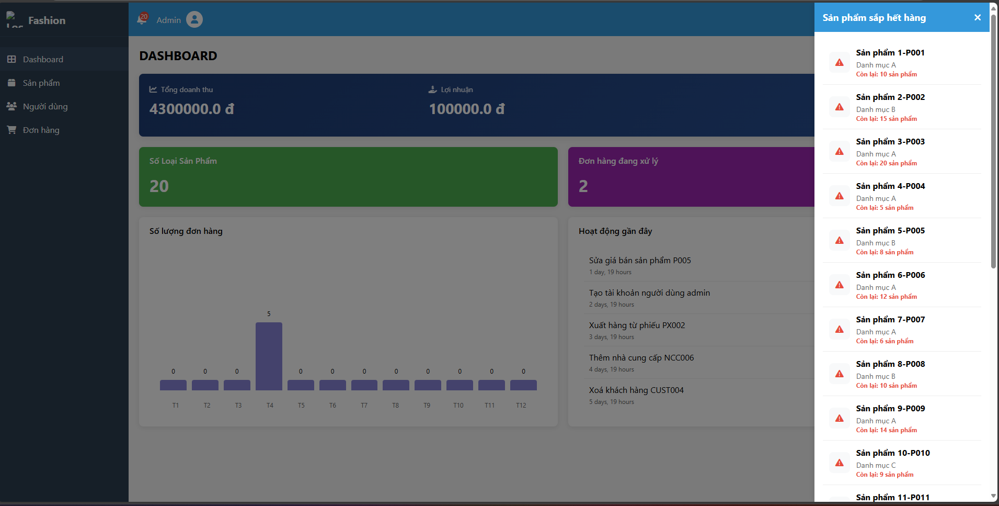 Fashion
Dashboard
Sản phẩm
Người dùng
Đơn hàng
20
Admin
DASHBOARD
Tổng doanh thu
4300000.0 đ
Lợi nhuận
100000.0 đ
Số Loại Sản Phẩm
20
Đơn hàng đang xử lý
2
Số lượng đơn hàng
0 0 0 5 0 0 0 0 0 0 0 0
T1 T2 T3 T4 T5 T6 T7 T8 T9 T10 T11 T12
Hoạt động gần đây
Sửa giá bán sản phẩm P005
1 day, 19 hours
Tạo tài khoản người dùng admin
2 days, 19 hours
Xuất hàng từ phiếu PX002
3 days, 19 hours
Thêm nhà cung cấp NCC006
4 days, 19 hours
Xoá khách hàng CUST004
5 days, 19 hours
Sản phẩm sắp hết hàng
Sản phẩm 1-P001
Danh mục A
Còn lại: 10 sản phẩm
Sản phẩm 2-P002
Danh mục B
Còn lại: 15 sản phẩm
Sản phẩm 3-P003
Danh mục A
Còn lại: 20 sản phẩm
Sản phẩm 4-P004
Danh mục A
Còn lại: 5 sản phẩm
Sản phẩm 5-P005
Danh mục B
Còn lại: 8 sản phẩm
Sản phẩm 6-P006
Danh mục A
Còn lại: 12 sản phẩm
Sản phẩm 7-P007
Danh mục A
Còn lại: 6 sản phẩm
Sản phẩm 8-P008
Danh mục B
Còn lại: 10 sản phẩm
Sản phẩm 9-P009
Danh mục A
Còn lại: 14 sản phẩm
Sản phẩm 10-P010
Danh mục C
Còn lại: 9 sản phẩm
Sản phẩm 11-P011